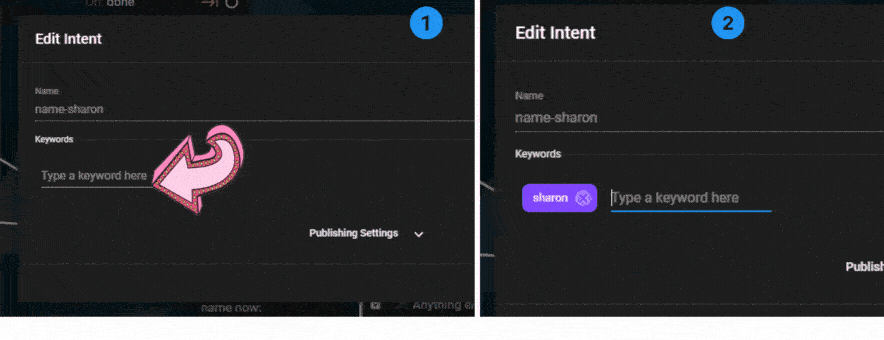 On: done
1
Edit Intent
Name
name-sharon
Keywords
Type a keyword here
Publishing Settings
name now:
Anything
2
Edit Intent
Name
name-sharon
Keywords
sharon
Type a keyword here
Publish